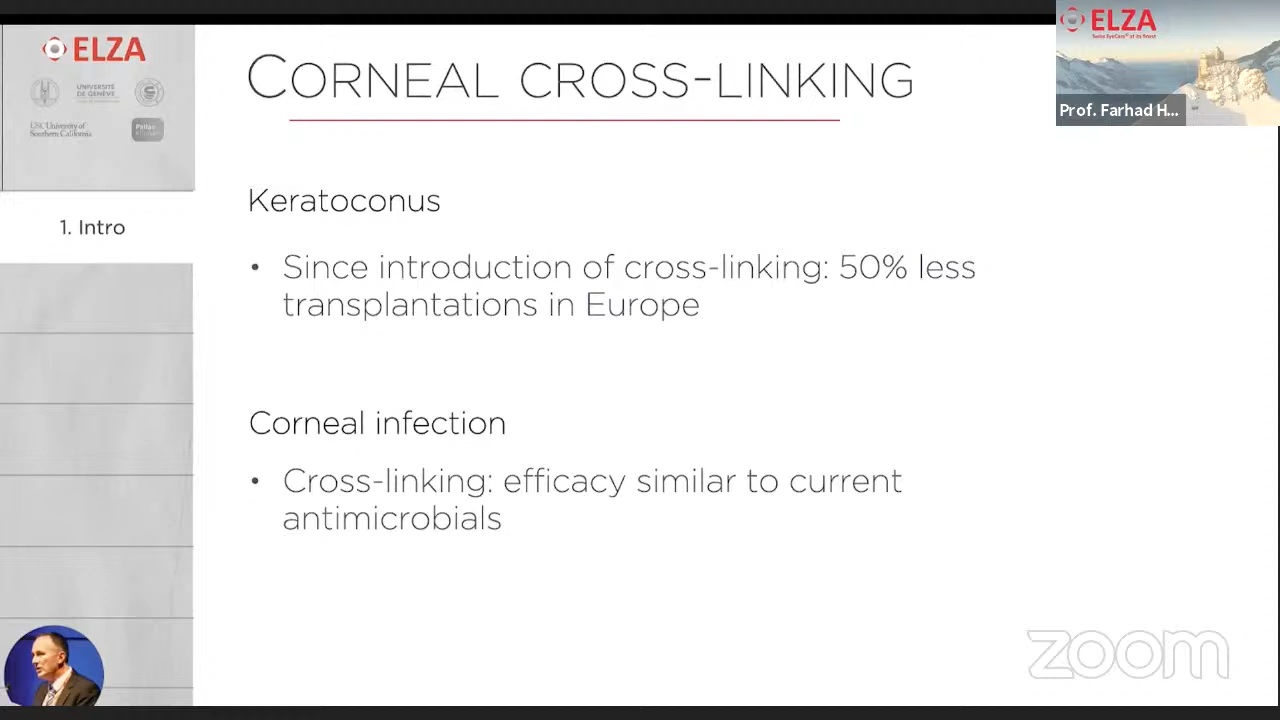 ELZA
UNIVERSITÉ
DE GENÈVE
USC University of
Southern California
1. Intro
CORNEAL CROSS-LINKING
Keratoconus
• Since introduction of cross-linking: 50% less
transplantations in Europe
Corneal infection
• Cross-linking: efficacy similar to current
antimicrobials
ELZA
Swiss EyeCare® at its finest
Prof. Farhad H...
zoom